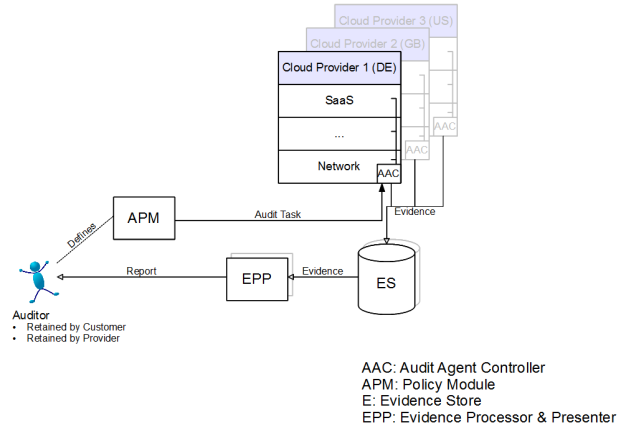 Cloud Provider 3 (US)
Cloud Provider 2 (GB)
Cloud Provider 1 (DE)
SaaS
...
Network
AAC
AAC
AAC
Defines
APM
Audit Task
Evidence
Report
EPP
Evidence
ES
Auditor
• Retained by Customer
• Retained by Provider
AAC: Audit Agent Controller
APM: Policy Module
E: Evidence Store
EPP: Evidence Processor & Presenter